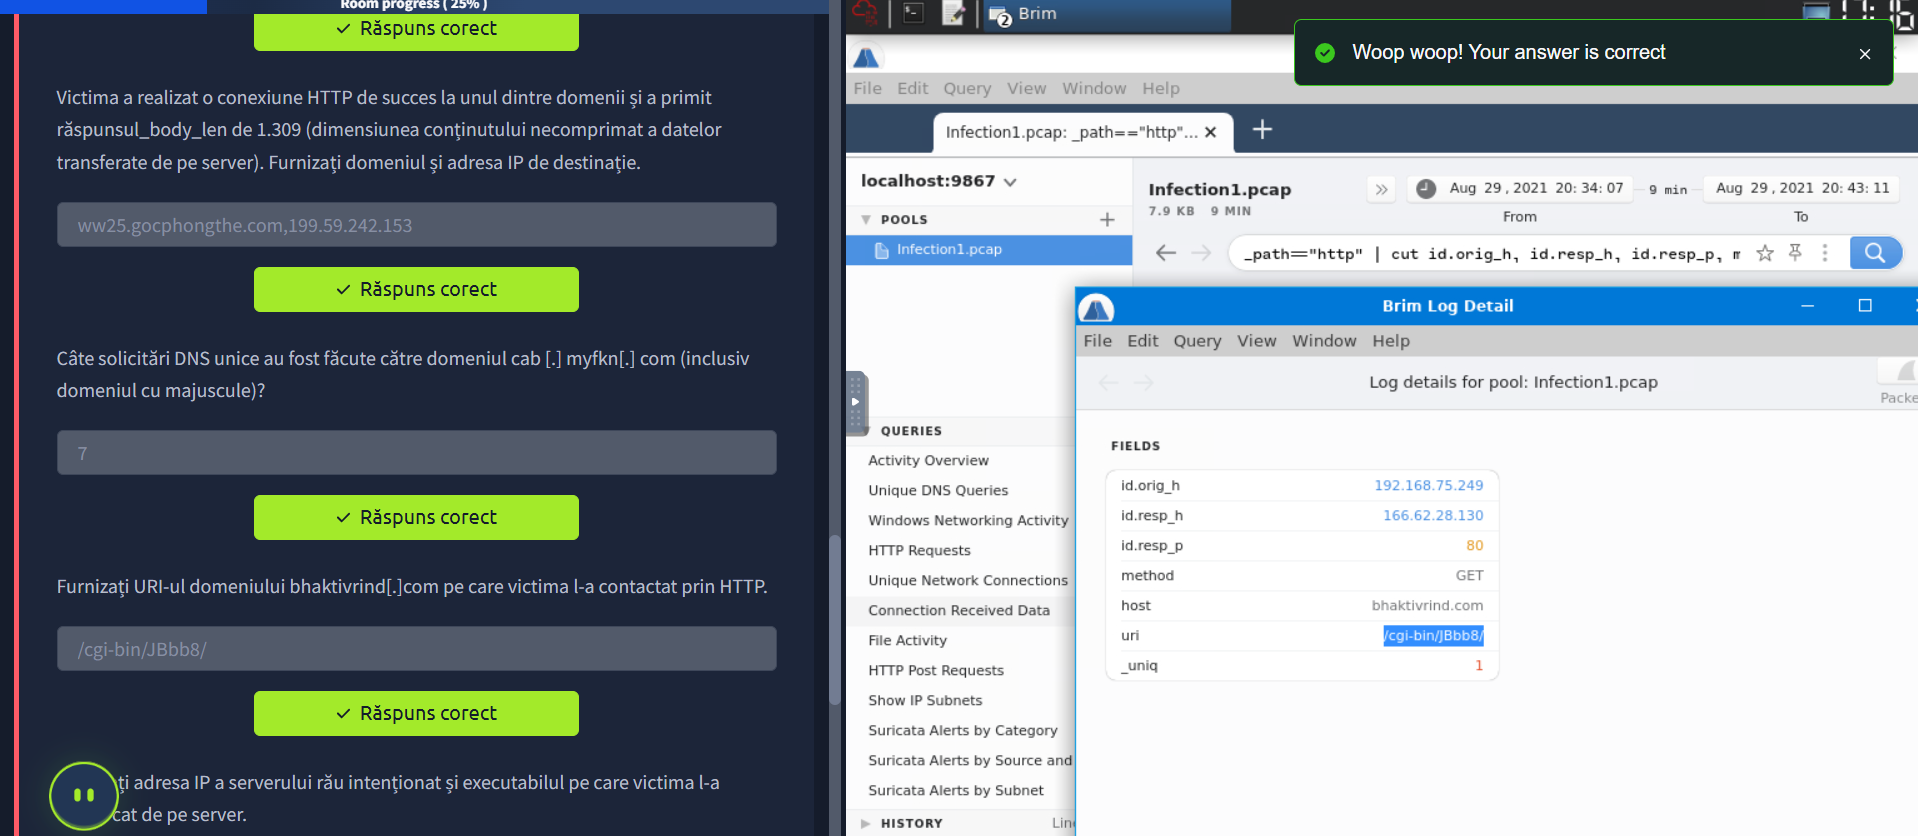 Room progress ( 25% )
✓ Răspuns corect
Victima a realizat o conexiune HTTP de succes la unul dintre domenii și a primit
răspunsul_body_len de 1.309 (dimensiunea conținutului necomprimat a datelor
transferate de pe server). Furnizați domeniul și adresa IP de destinație.
ww25.gocphongthe.com,199.59.242.153
✓ Răspuns corect
Câte solicitări DNS unice au fost făcute către domeniul cab [.] myfkn[.] com (inclusiv
domeniul cu majuscule)?
7
✓ Răspuns corect
Furnizați URI-ul domeniului bhaktivrind[.]com pe care victima l-a contactat prin HTTP.
/cgi-bin/JBbb8/
✓ Răspuns corect
ți adresa IP a serverului rău intenționat și executabilul pe care victima l-a
cat de pe server.
2 Brim
Woop woop! Your answer is correct
File Edit Query View Window Help
Infection1.pcap: _path=="http"...
localhost:9867
POOLS
Infection1.pcap
Infection1.pcap
7.9 KB 9 MIN
Aug 29 , 2021 20: 34: 07
9 min
Aug 29 , 2021 20: 43: 11
From
To
_path=="http" | cut id.orig_h, id.resp_h, id.resp_p, m
QUERIES
Activity Overview
Unique DNS Queries
Windows Networking Activity
HTTP Requests
Unique Network Connections
Connection Received Data
File Activity
HTTP Post Requests
Show IP Subnets
Suricata Alerts by Category
Suricata Alerts by Source and
Suricata Alerts by Subnet
HISTORY
Brim Log Detail
File Edit Query View Window Help
Log details for pool: Infection1.pcap
Packe
FIELDS
id.orig_h 192.168.75.249
id.resp_h 166.62.28.130
id.resp_p 80
method GET
host bhaktivrind.com
uri /cgi-bin/JBbb8/
_uniq 1